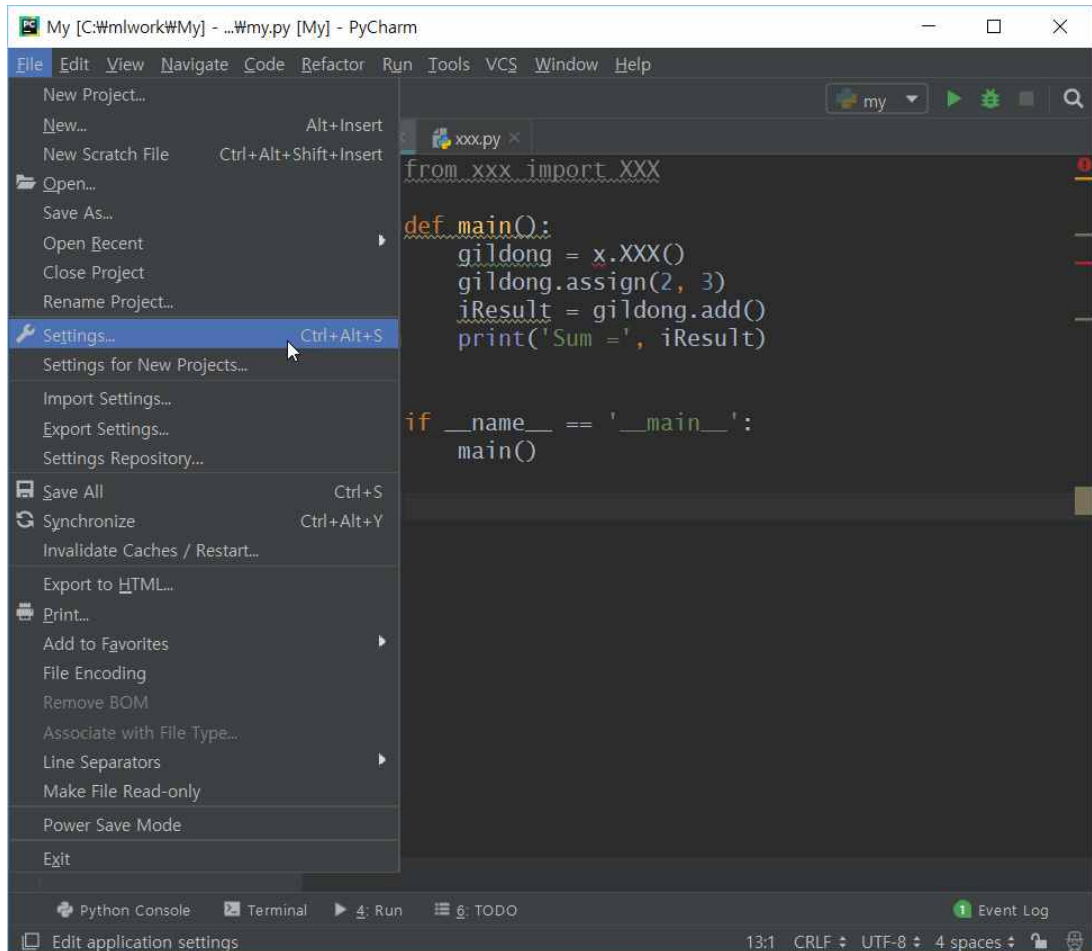 My [C:₩mlwork₩My] - ...₩my.py [My] - PyCharm
File Edit View Navigate Code Refactor Run Tools VCS Window Help
my
New Project...
New... Alt+Insert
New Scratch File Ctrl+Alt+Shift+Insert
Open...
Save As...
Open Recent
Close Project
Rename Project...
Settings... Ctrl+Alt+S
Settings for New Projects...
Import Settings...
Export Settings...
Settings Repository...
Save All Ctrl+S
Synchronize Ctrl+Alt+Y
Invalidate Caches / Restart...
Export to HTML...
Print...
Add to Favorites
File Encoding
Remove BOM
Associate with File Type...
Line Separators
Make File Read-only
Power Save Mode
Exit
xxx.py
from xxx import XXX
def main():
gildong = x.XXX()
gildong.assign(2, 3)
iResult = gildong.add()
print('Sum =', iResult)
if __name__ == '__main__':
main()
Python Console Terminal 4: Run 6: TODO 1 Event Log
Edit application settings 13:1 CRLF UTF-8 4 spaces